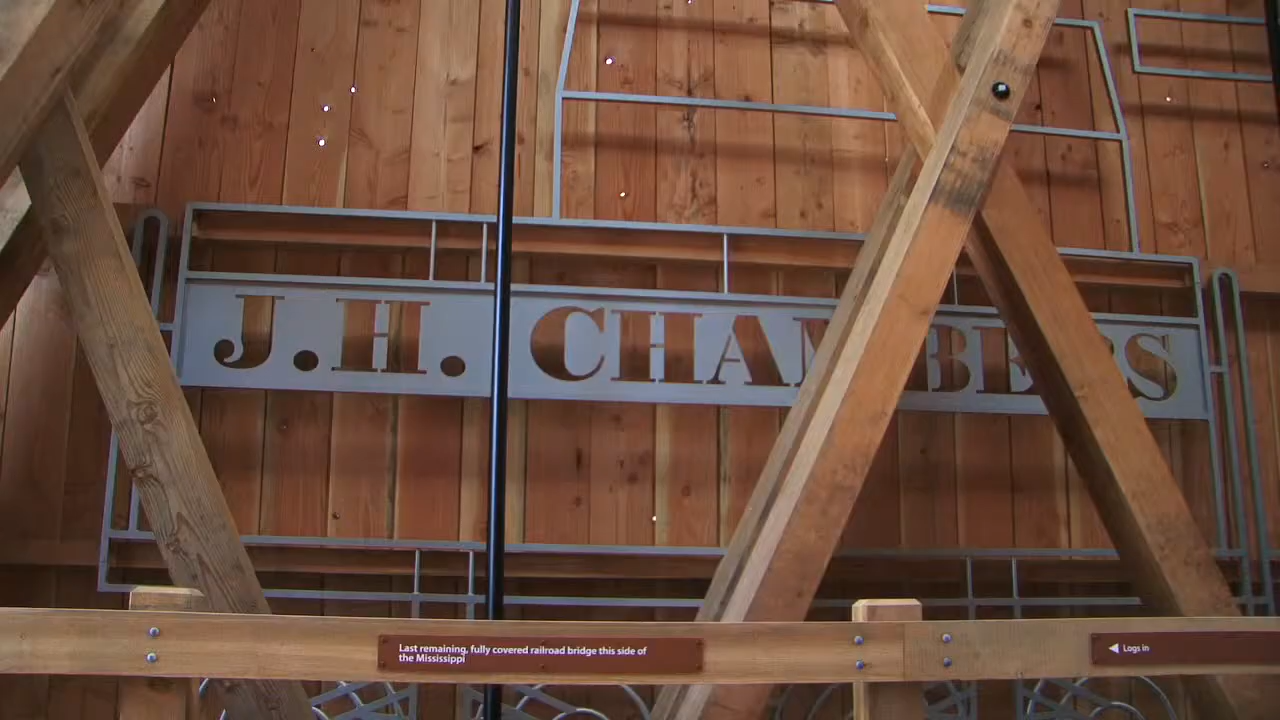 J.H. CHAMBERS
Last remaining, fully covered railroad bridge this side of
the Mississippi
Logs in